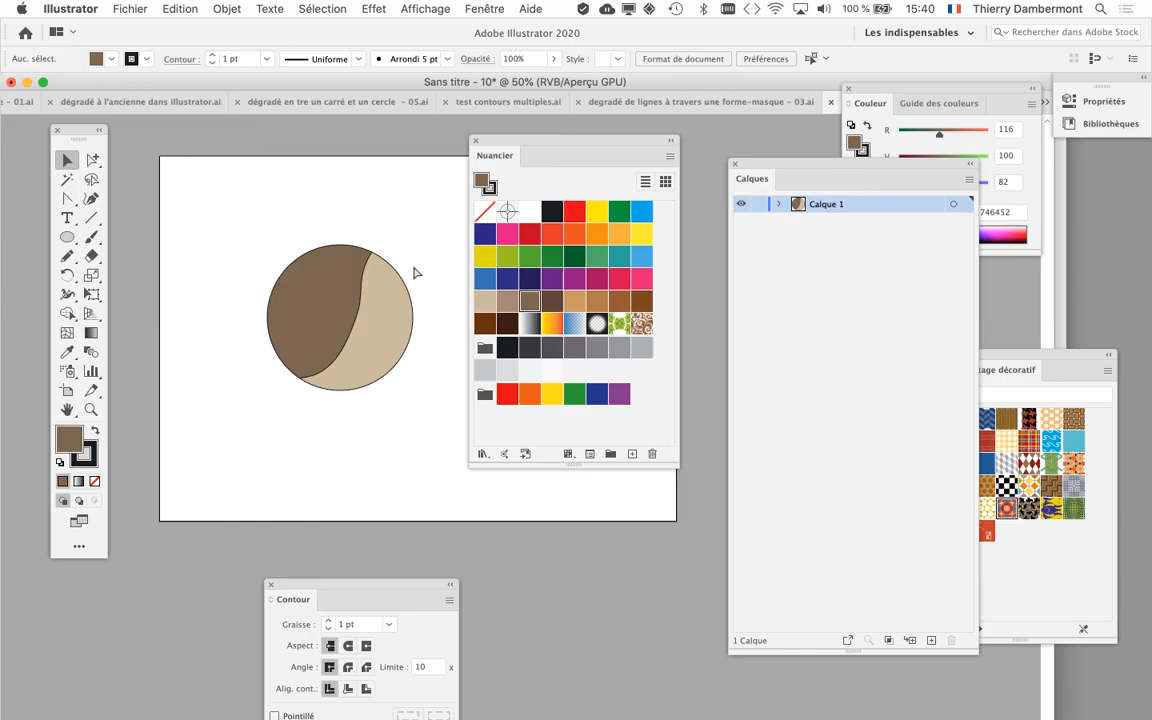 Illustrator Fichier Edition Objet Texte Sélection Effet Affichage Fenêtre Aide 100 % 15:40 Thierry Dambermont
Adobe Illustrator 2020 Les indispensables Rechercher dans Adobe Stock
Auc. sélect. Contour : 1 pt Uniforme Arrondi 5 pt. Opacité : 100% Style : Format de document Préférences
Sans titre - 10* @ 50% (RVB/Aperçu GPU)
e - 01.ai dégradé à l'ancienne dans illustrator.ai dégradé en tre un carré et un cercle - 05.ai test contours multiples.ai dégradé de lignes à travers une forme-masque - 03.ai
Couleur Guide des couleurs
Propriétés
Bibliothèques
R 116
V 100
82
746452
Nuancier
Calques
Calque 1
1 Calque
tage décoratif
Contour
Graisse : 1 pt
Aspect :
Angle : Limite : 10 x
Alig. cont.:
Pointillé